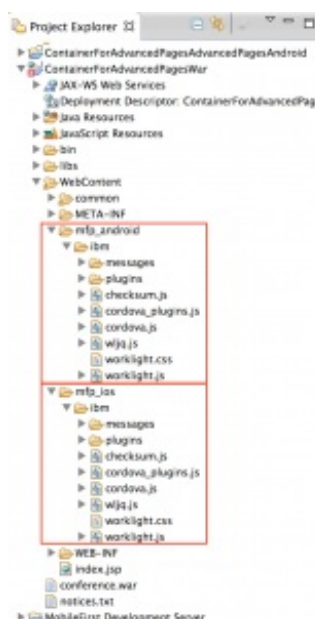 Project Explorer
ContainerForAdvancedPagesAdvancedPagesAndroid
ContainerForAdvancedPagesWar
JAX-WS Web Services
Deployment Descriptor: ContainerForAdvancedPag
Java Resources
JavaScript Resources
bin
libs
WebContent
common
META-INF
mfp_android
ibm
messages
plugins
checksum.js
cordova_plugins.js
cordova.js
wljq.js
worklight.css
worklight.js
mfp_ios
ibm
messages
plugins
checksum.js
cordova_plugins.js
cordova.js
wljq.js
worklight.css
worklight.js
WEB-INF
index.jsp
conference.war
notices.txt
MobileFirst Development Server